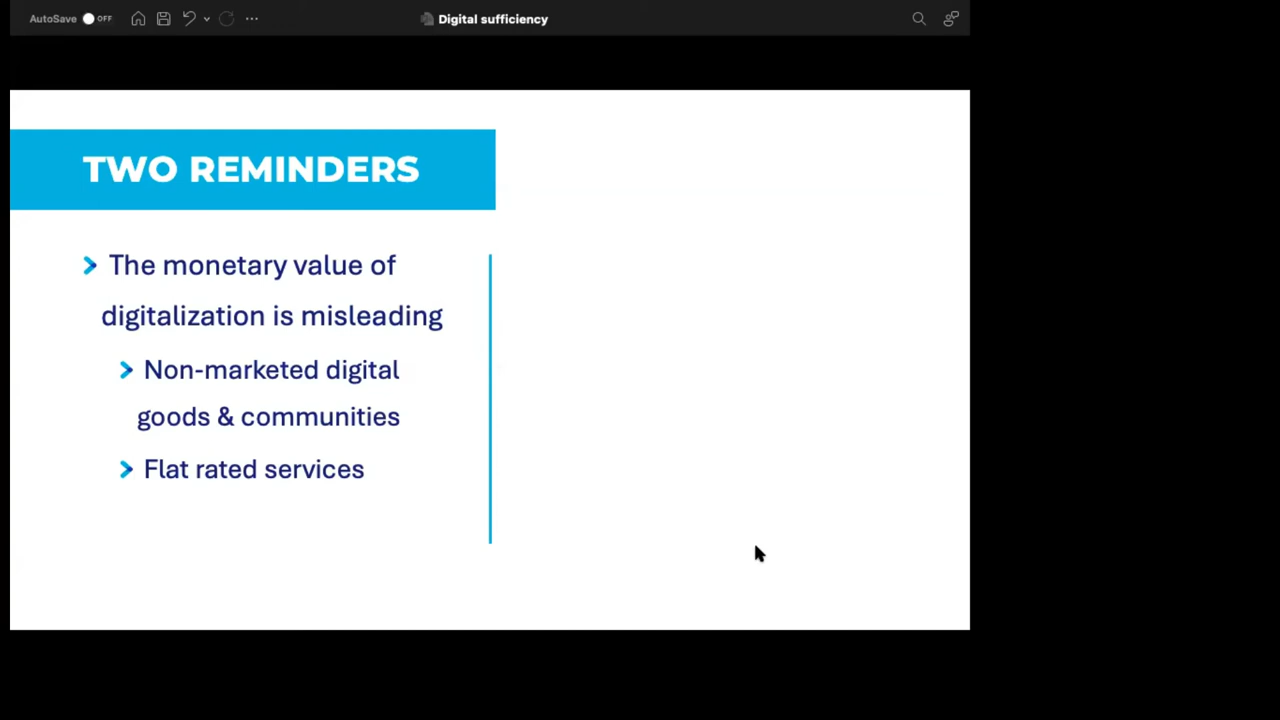 AutoSave OFF
Digital sufficiency
TWO REMINDERS
The monetary value of
digitalization is misleading
Non-marketed digital
goods & communities
Flat rated services